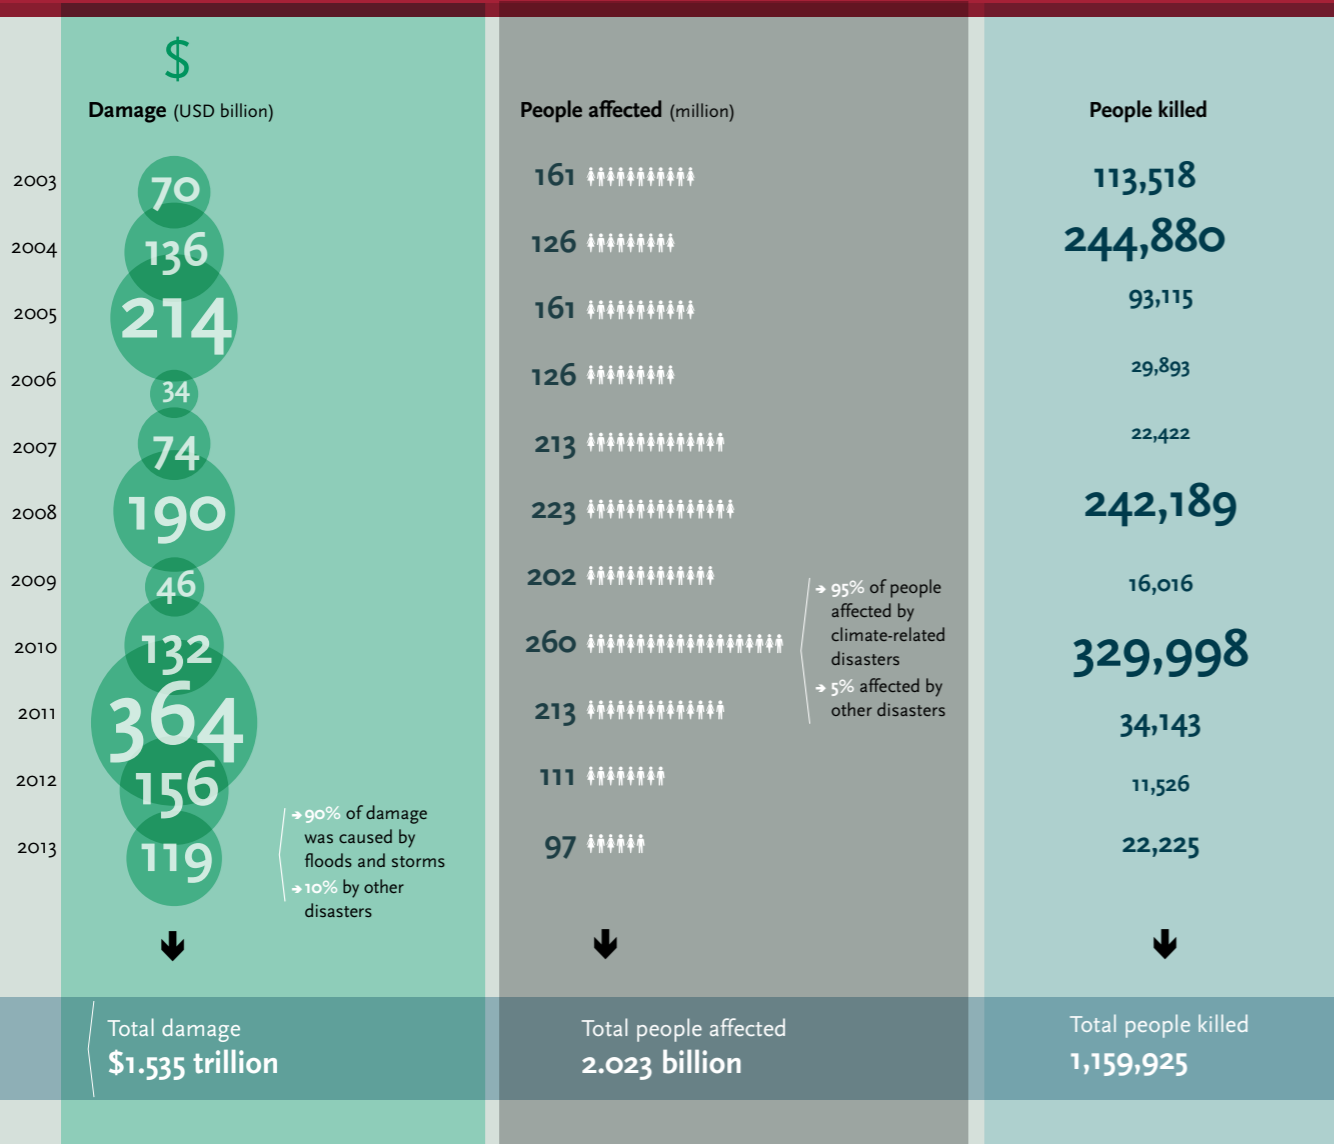 $
Damage (USD billion)
People affected (million)
People killed
2003 70 161 113,518
2004 136 126 244,880
2005 214 161 93,115
2006 34 126 29,893
2007 74 213 22,422
2008 190 223 242,189
2009 46 202 16,016
2010 132 260 329,998
2011 364 213 34,143
2012 156 111 11,526
2013 119 97 22,225
➔ 95% of people
affected by
climate-related
disasters
➔ 5% affected by
other disasters
➔ 90% of damage
was caused by
floods and storms
➔ 10% by other
disasters
Total damage
$1.535 trillion
Total people affected
2.023 billion
Total people killed
1,159,925